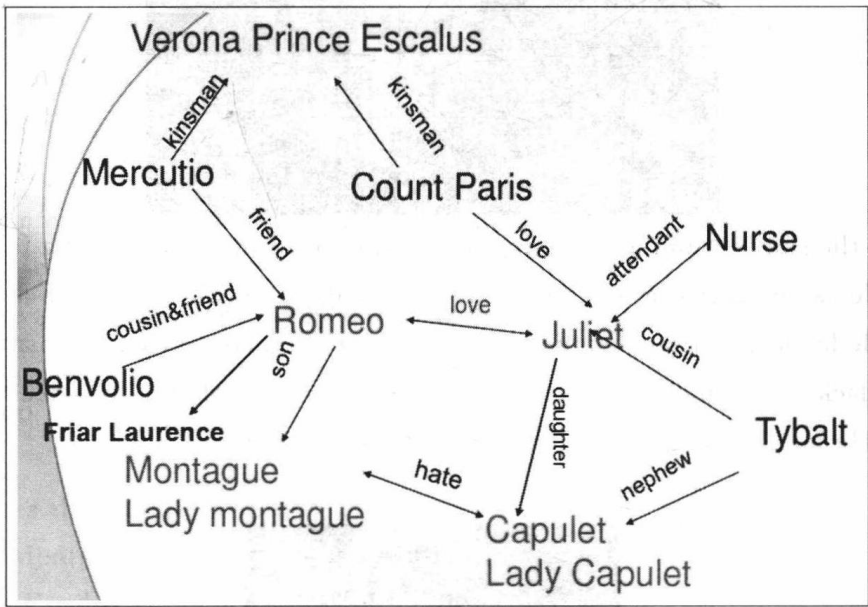 Verona Prince Escalus
kinsman
kinsman
Mercutio
Count Paris
friend
love
attendant
Nurse
cousin&friend
Romeo
love
Juliet
cousin
Benvolio
son
daughter
Friar Laurence
Tybalt
Montague
Lady montague
hate
nephew
Capulet
Lady Capulet